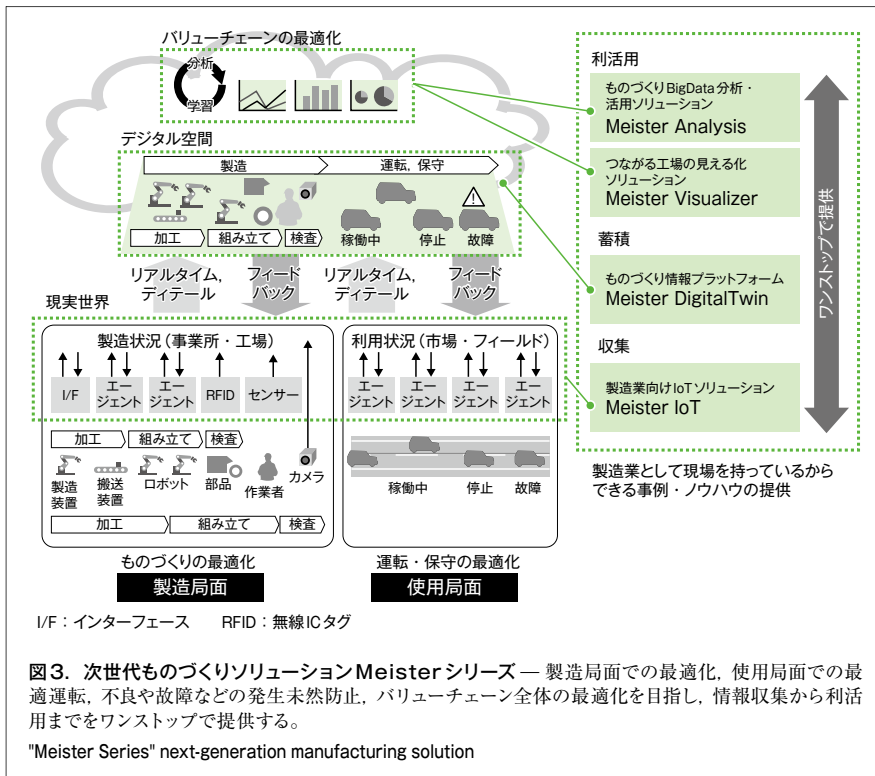 バリューチェーンの最適化
分析
学習
デジタル空間
製造
運転, 保守
加工
組み立て
検査
稼働中
停止
故障
リアルタイム,
ディテール
フィード
バック
リアルタイム,
ディテール
フィード
バック
現実世界
製造状況（事業所・工場）
I/F
エー
ジェント
エー
ジェント
RFID
センサー
加工
組み立て
検査
製造
装置
搬送
装置
ロボット
部品
作業者
カメラ
加工
組み立て
検査
ものづくりの最適化
製造局面
利用状況（市場・フィールド）
エー
ジェント
エー
ジェント
エー
ジェント
エー
ジェント
稼働中
停止
故障
運転・保守の最適化
使用局面
利活用
ものづくりBigData分析・
活用ソリューション
Meister Analysis
つながる工場の見える化
ソリューション
Meister Visualizer
蓄積
ものづくり情報プラットフォーム
Meister DigitalTwin
収集
製造業向けIoTソリューション
Meister IoT
ワンストップで提供
製造業として現場を持っているから
できる事例・ノウハウの提供
I/F：インターフェース　RFID：無線ICタグ
図3. 次世代ものづくりソリューションMeisterシリーズ — 製造局面での最適化, 使用局面での最
適運転, 不良や故障などの発生未然防止, バリューチェーン全体の最適化を目指し, 情報収集から利活
用までをワンストップで提供する。
"Meister Series" next-generation manufacturing solution